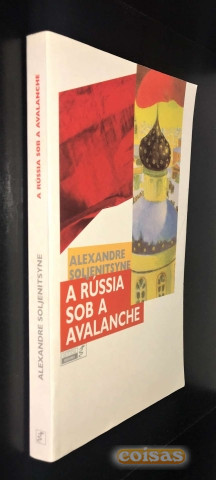 A RÚSSIA SOB A AVALANCHE
ALEXANDRE SOLJENITSYNE
ALEXANDRE
SOLJENITSYNE
A RÚSSIA
SOB A
AVALANCHE
coisas